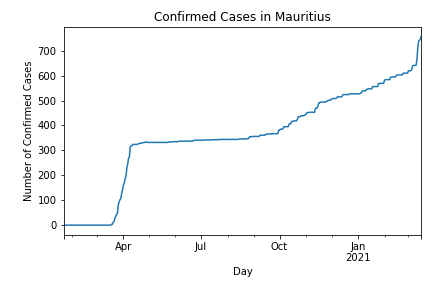 Confirmed Cases in Mauritius
700
600
500
400
300
200
100
0
Number of Confirmed Cases
Apr
Jul
Oct
Jan
2021
Day